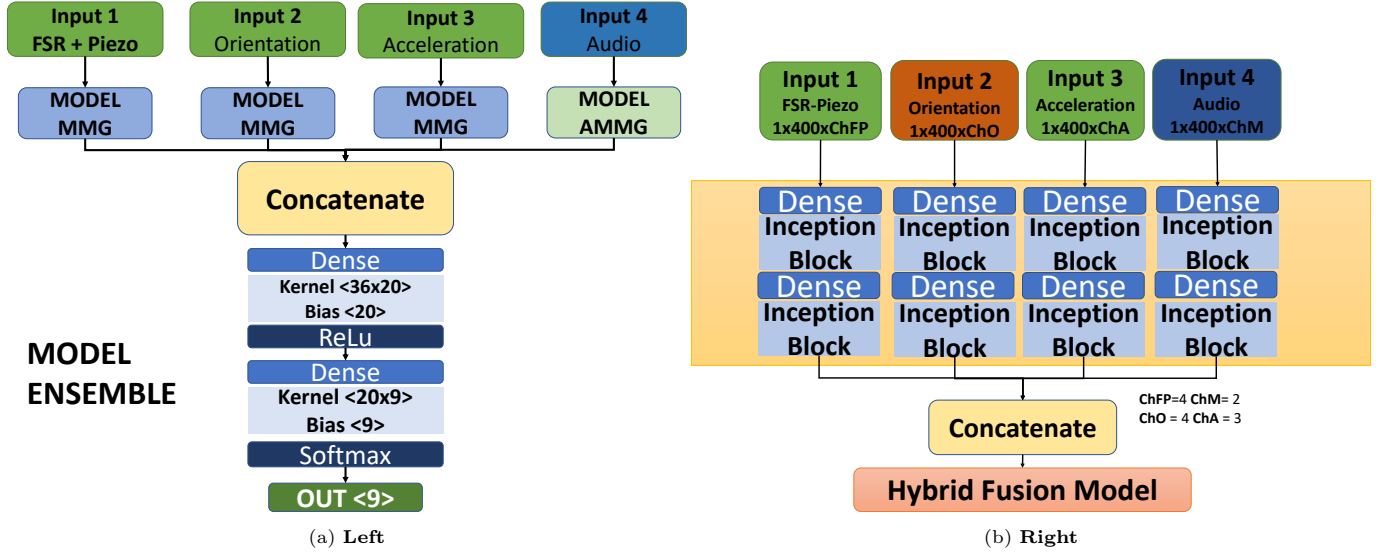 Input 1
FSR + Piezo
Input 2
Orientation
Input 3
Acceleration
Input 4
Audio
MODEL
MMG
MODEL
MMG
MODEL
MMG
MODEL
AMMG
Concatenate
Dense
Kernel <36x20>
Bias <20>
ReLu
Dense
Kernel <20x9>
Bias <9>
Softmax
OUT <9>
MODEL
ENSEMBLE
(a) Left
Input 1
FSR-Piezo
1x400xChFP
Input 2
Orientation
1x400xChO
Input 3
Acceleration
1x400xChA
Input 4
Audio
1x400xChM
Dense
Inception
Block
Dense
Inception
Block
Dense
Inception
Block
Dense
Inception
Block
Dense
Inception
Block
Dense
Inception
Block
Dense
Inception
Block
Dense
Inception
Block
ChFP=4 ChM= 2
ChO = 4 ChA = 3
Concatenate
Hybrid Fusion Model
(b) Right